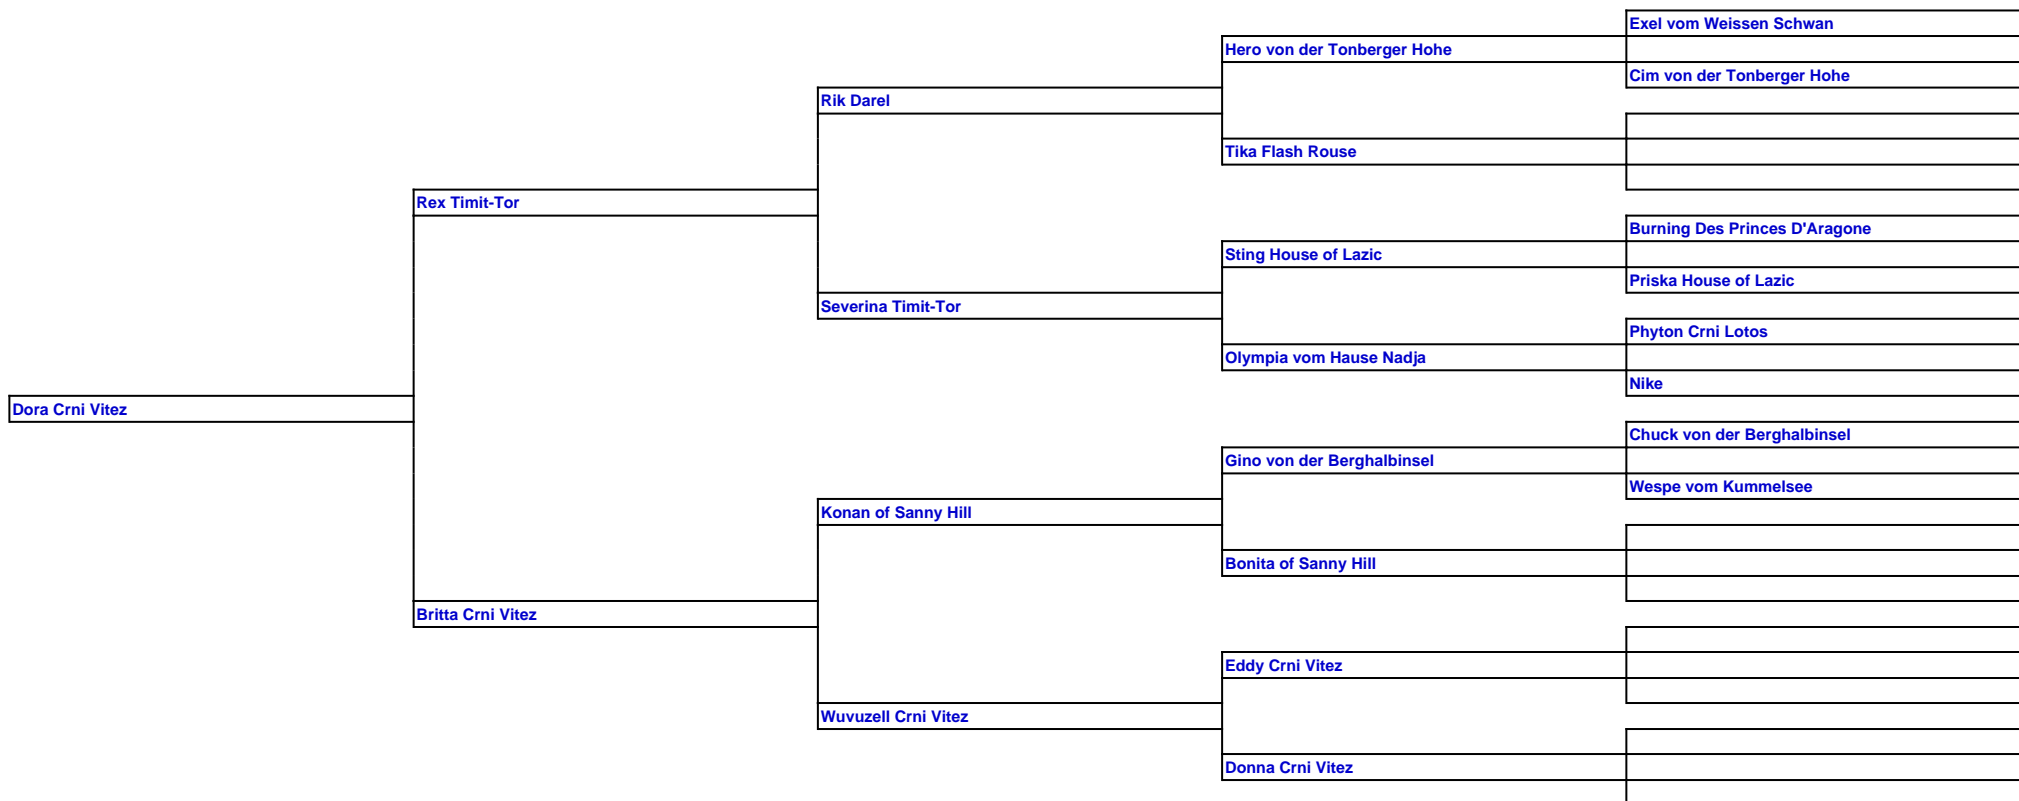 Exel vom Weissen Schwan
Hero von der Tonberger Hohe
Cim von der Tonberger Hohe
Rik Darel
Tika Flash Rouse
Rex Timit-Tor
Burning Des Princes D'Aragone
Sting House of Lazic
Priska House of Lazic
Severina Timit-Tor
Phyton Crni Lotos
Olympia vom Hause Nadja
Nike
Dora Crni Vitez
Chuck von der Berghalbinsel
Gino von der Berghalbinsel
Wespe vom Kummelsee
Konan of Sanny Hill
Bonita of Sanny Hill
Britta Crni Vitez
Eddy Crni Vitez
Wuvuzell Crni Vitez
Donna Crni Vitez